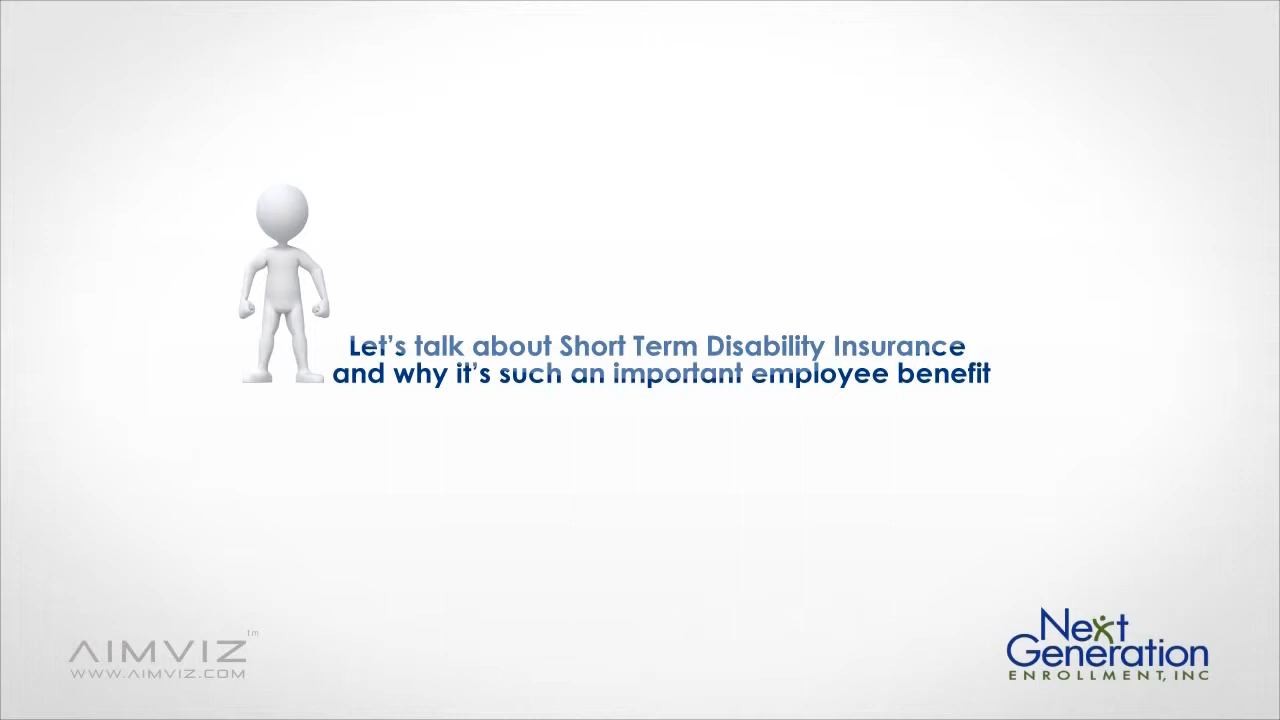 Let's talk about Short Term Disability Insurance
and why it's such an important employee benefit
AIMVIZ™
WWW.AIMVIZ.COM
Next
Generation
ENROLLMENT, INC